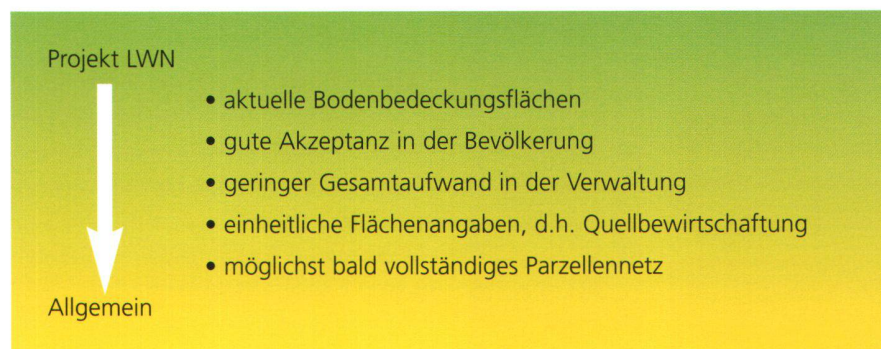 Projekt LWN
• aktuelle Bodenbedeckungsflächen
• gute Akzeptanz in der Bevölkerung
• geringer Gesamtaufwand in der Verwaltung
• einheitliche Flächenangaben, d.h. Quellbewirtschaftung
• möglichst bald vollständiges Parzellennetz
Allgemein